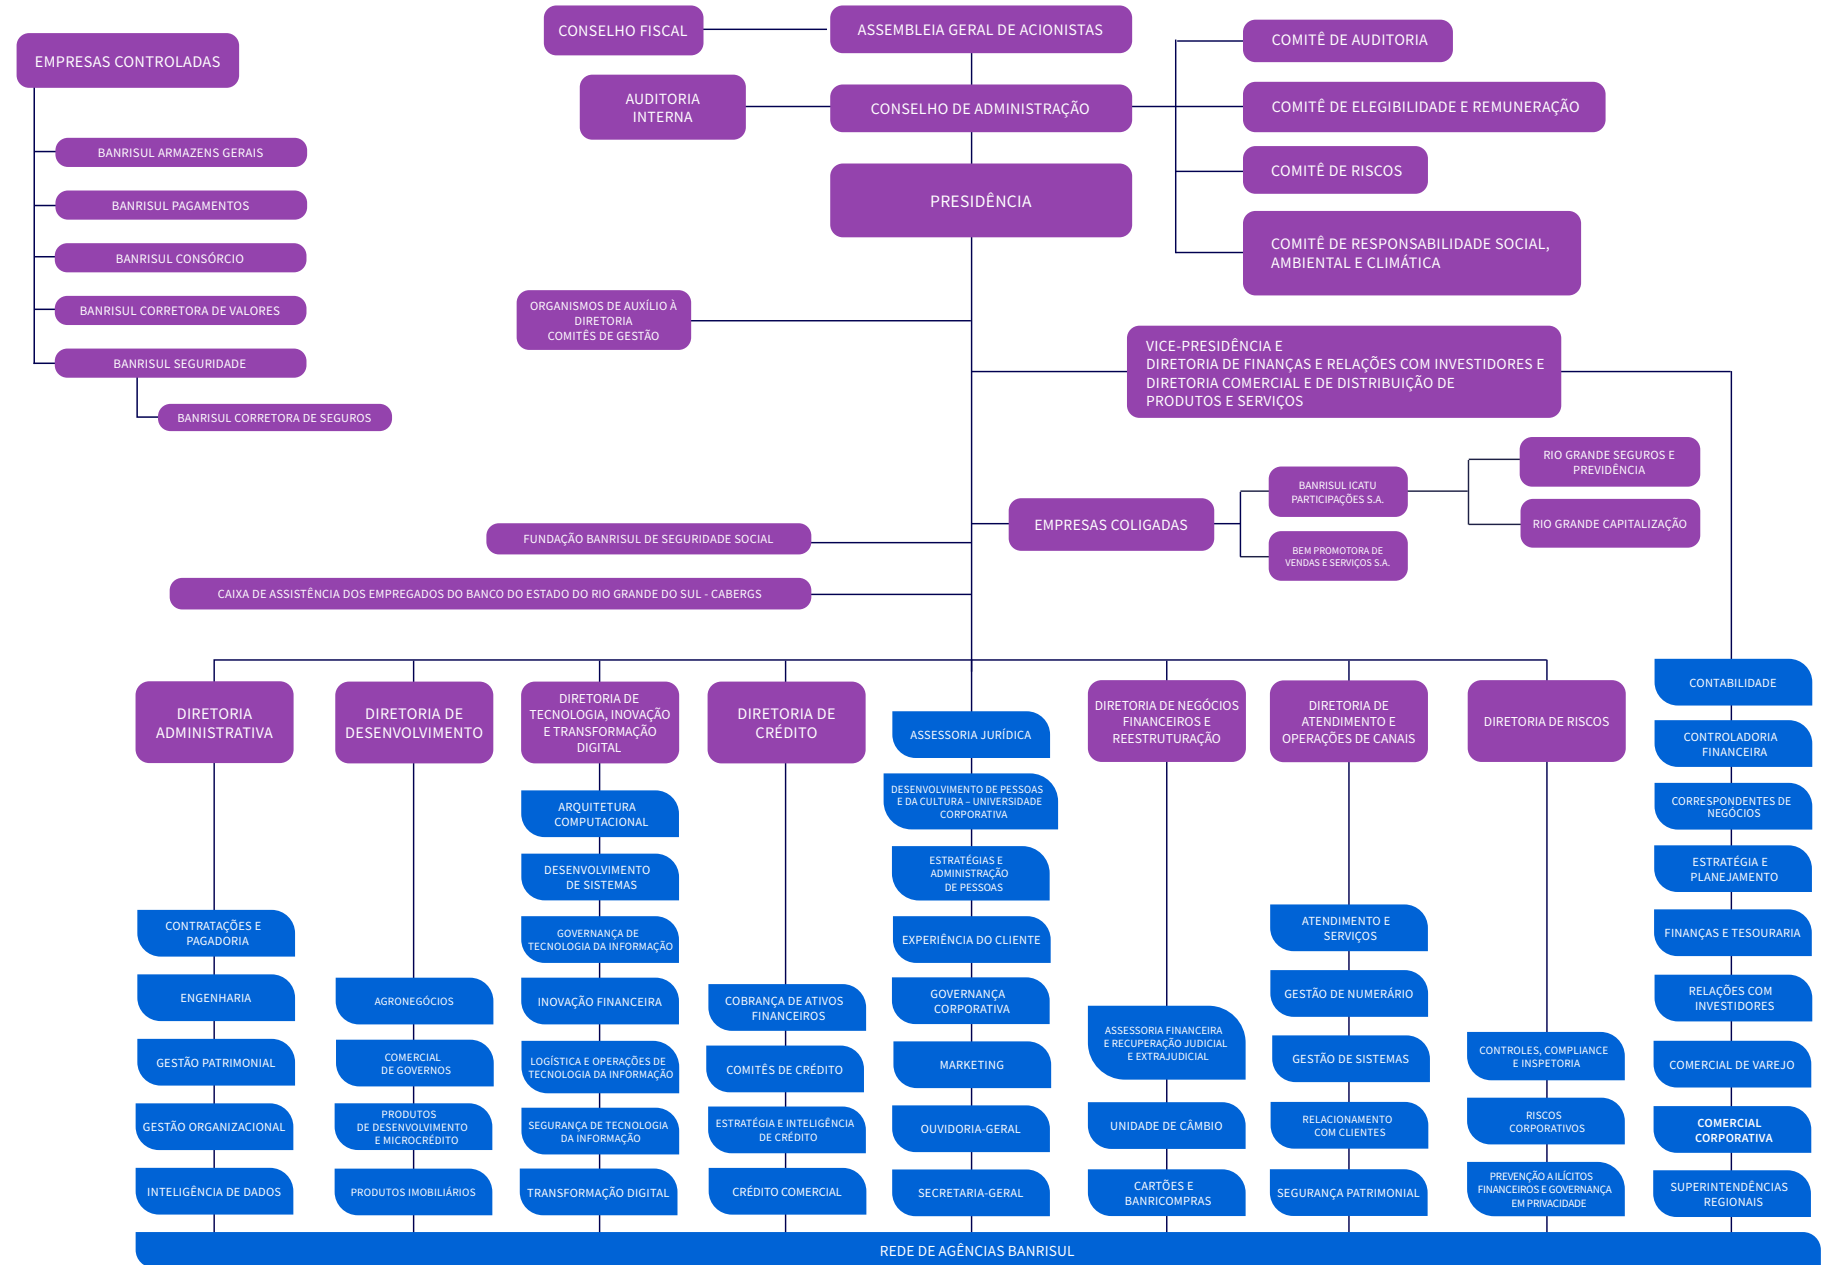 CONSELHO FISCAL
ASSEMBLEIA GERAL DE ACIONISTAS
EMPRESAS CONTROLADAS
AUDITORIA
INTERNA
CONSELHO DE ADMINISTRAÇÃO
PRESIDÊNCIA
COMITÊ DE AUDITORIA
COMITÊ DE ELEGIBILIDADE E REMUNERAÇÃO
COMITÊ DE RISCOS
COMITÊ DE RESPONSABILIDADE SOCIAL,
AMBIENTAL E CLIMÁTICA
BANRISUL ARMAZENS GERAIS
BANRISUL PAGAMENTOS
BANRISUL CONSÓRCIO
BANRISUL CORRETORA DE VALORES
BANRISUL SEGURIDADE
BANRISUL CORRETORA DE SEGUROS
ORGANISMOS DE AUXÍLIO À
DIRETORIA
COMITÊS DE GESTÃO
VICE-PRESIDÊNCIA E
DIRETORIA DE FINANÇAS E RELAÇÕES COM INVESTIDORES E
DIRETORIA COMERCIAL E DE DISTRIBUIÇÃO DE
PRODUTOS E SERVIÇOS
EMPRESAS COLIGADAS
BANRISUL ICATU
PARTICIPAÇÕES S.A.
BEM PROMOTORA DE
VENDAS E SERVIÇOS S.A.
RIO GRANDE SEGUROS E
PREVIDÊNCIA
RIO GRANDE CAPITALIZAÇÃO
FUNDAÇÃO BANRISUL DE SEGURIDADE SOCIAL
CAIXA DE ASSISTÊNCIA DOS EMPREGADOS DO BANCO DO ESTADO DO RIO GRANDE DO SUL - CABERGS
DIRETORIA
ADMINISTRATIVA
CONTRATAÇÕES E
PAGADORIA
ENGENHARIA
GESTÃO PATRIMONIAL
GESTÃO ORGANIZACIONAL
INTELIGÊNCIA DE DADOS
DIRETORIA DE
DESENVOLVIMENTO
AGRONEGÓCIOS
COMERCIAL
DE GOVERNOS
PRODUTOS
DE DESENVOLVIMENTO
E MICROCRÉDITO
PRODUTOS IMOBILIÁRIOS
DIRETORIA DE
TECNOLOGIA, INOVAÇÃO
E TRANSFORMAÇÃO
DIGITAL
ARQUITETURA
COMPUTACIONAL
DESENVOLVIMENTO
DE SISTEMAS
GOVERNANÇA DE
TECNOLOGIA DA INFORMAÇÃO
INOVAÇÃO FINANCEIRA
LOGÍSTICA E OPERAÇÕES DE
TECNOLOGIA DA INFORMAÇÃO
SEGURANÇA DE TECNOLOGIA
DA INFORMAÇÃO
TRANSFORMAÇÃO DIGITAL
DIRETORIA DE
CRÉDITO
COBRANÇA DE ATIVOS
FINANCEIROS
COMITÊS DE CRÉDITO
ESTRATÉGIA E INTELIGÊNCIA
DE CRÉDITO
CRÉDITO COMERCIAL
ASSESSORIA JURÍDICA
DESENVOLVIMENTO DE PESSOAS
E DA CULTURA – UNIVERSIDADE
CORPORATIVA
ESTRATÉGIAS E
ADMINISTRAÇÃO
DE PESSOAS
EXPERIÊNCIA DO CLIENTE
GOVERNANÇA
CORPORATIVA
MARKETING
OUVIDORIA-GERAL
SECRETARIA-GERAL
DIRETORIA DE NEGÓCIOS
FINANCEIROS E
REESTRUTURAÇÃO
ASSESSORIA FINANCEIRA
E RECUPERAÇÃO JUDICIAL
E EXTRAJUDICIAL
UNIDADE DE CÂMBIO
CARTÕES E
BANRICOMPRAS
DIRETORIA DE
ATENDIMENTO E
OPERAÇÕES DE CANAIS
ATENDIMENTO E
SERVIÇOS
GESTÃO DE NUMERÁRIO
GESTÃO DE SISTEMAS
RELACIONAMENTO
COM CLIENTES
SEGURANÇA PATRIMONIAL
DIRETORIA DE RISCOS
CONTROLES, COMPLIANCE
E INSPETORIA
RISCOS
CORPORATIVOS
PREVENÇÃO A ILÍCITOS
FINANCEIROS E GOVERNANÇA
EM PRIVACIDADE
CONTABILIDADE
CONTROLADORIA
FINANCEIRA
CORRESPONDENTES DE
NEGÓCIOS
ESTRATÉGIA E
PLANEJAMENTO
FINANÇAS E TESOURARIA
RELAÇÕES COM
INVESTIDORES
COMERCIAL DE VAREJO
COMERCIAL
CORPORATIVA
SUPERINTENDÊNCIAS
REGIONAIS
REDE DE AGÊNCIAS BANRISUL